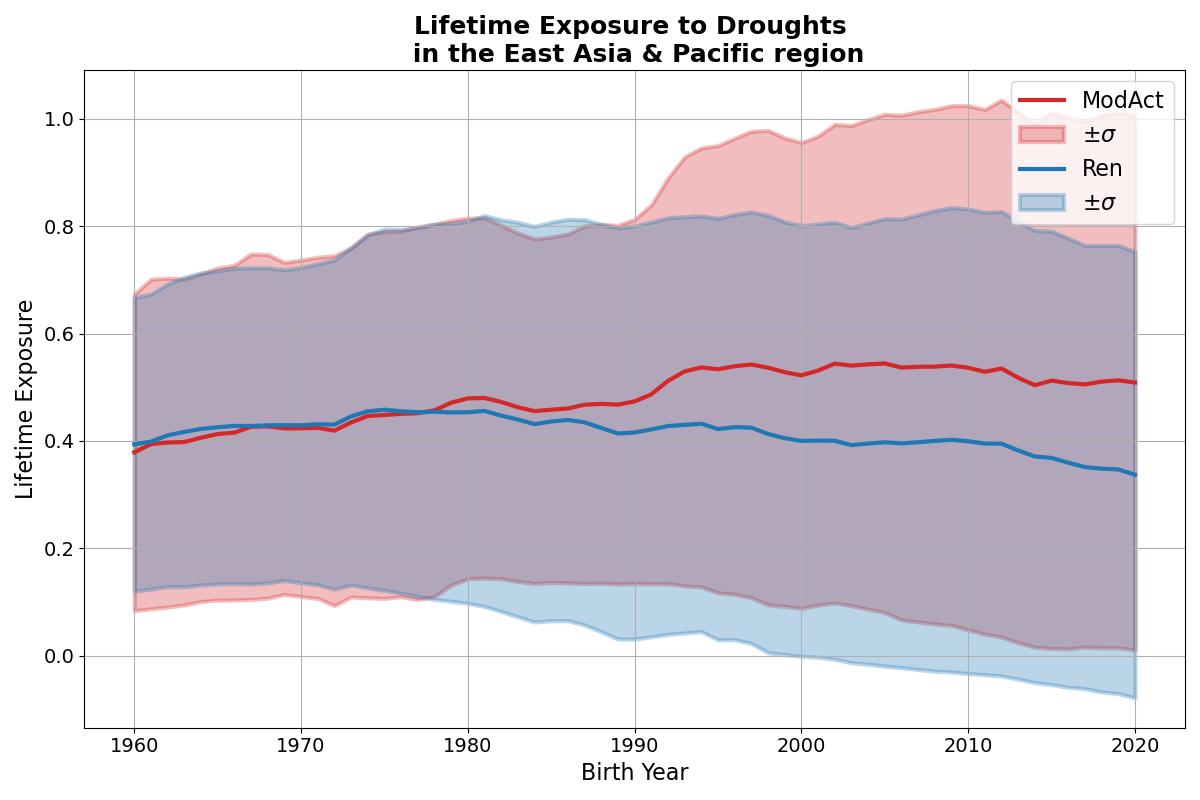 Lifetime Exposure to Droughts
in the East Asia & Pacific region
Lifetime Exposure
1.0
0.8
0.6
0.4
0.2
0.0
ModAct
±σ
Ren
±σ
1960 1970 1980 1990 2000 2010 2020
Birth Year